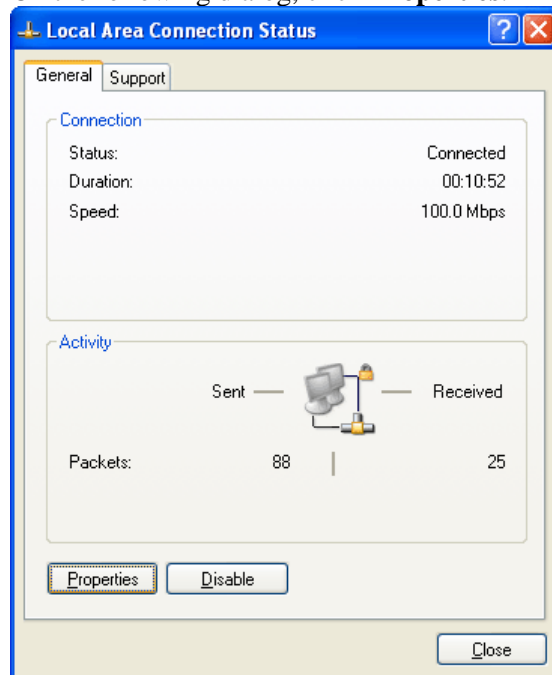 Local Area Connection Status
General Support
Connection
Status: Connected
Duration: 00:10:52
Speed: 100.0 Mbps
Activity
Sent Received
Packets: 88 25
Properties Disable
Close